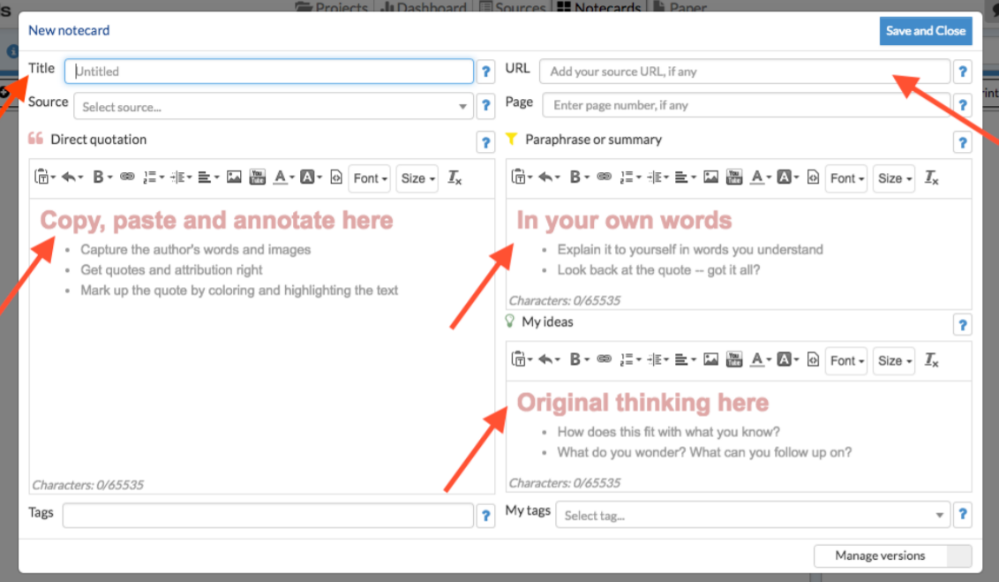 s
Projects
Dashboard
Sources
Notecards
Paper
New notecard
Save and Close
Title
Untitled
?
URL
Add your source URL, if any
?
Source
Select source...
?
Page
Enter page number, if any
?
Direct quotation
?
Paraphrase or summary
?
B
A
A
Font
Size
Ix
B
A
A
Font
Size
Ix
Copy, paste and annotate here
Capture the author's words and images
Get quotes and attribution right
Mark up the quote by coloring and highlighting the text
Characters: 0/65535
In your own words
Explain it to yourself in words you understand
Look back at the quote -- got it all?
Characters: 0/65535
My ideas
?
B
You
Tube
A
A
Font
Size
Ix
Original thinking here
How does this fit with what you know?
What do you wonder? What can you follow up on?
Characters: 0/65535
Tags
?
My tags
Select tag...
?
Manage versions
rint